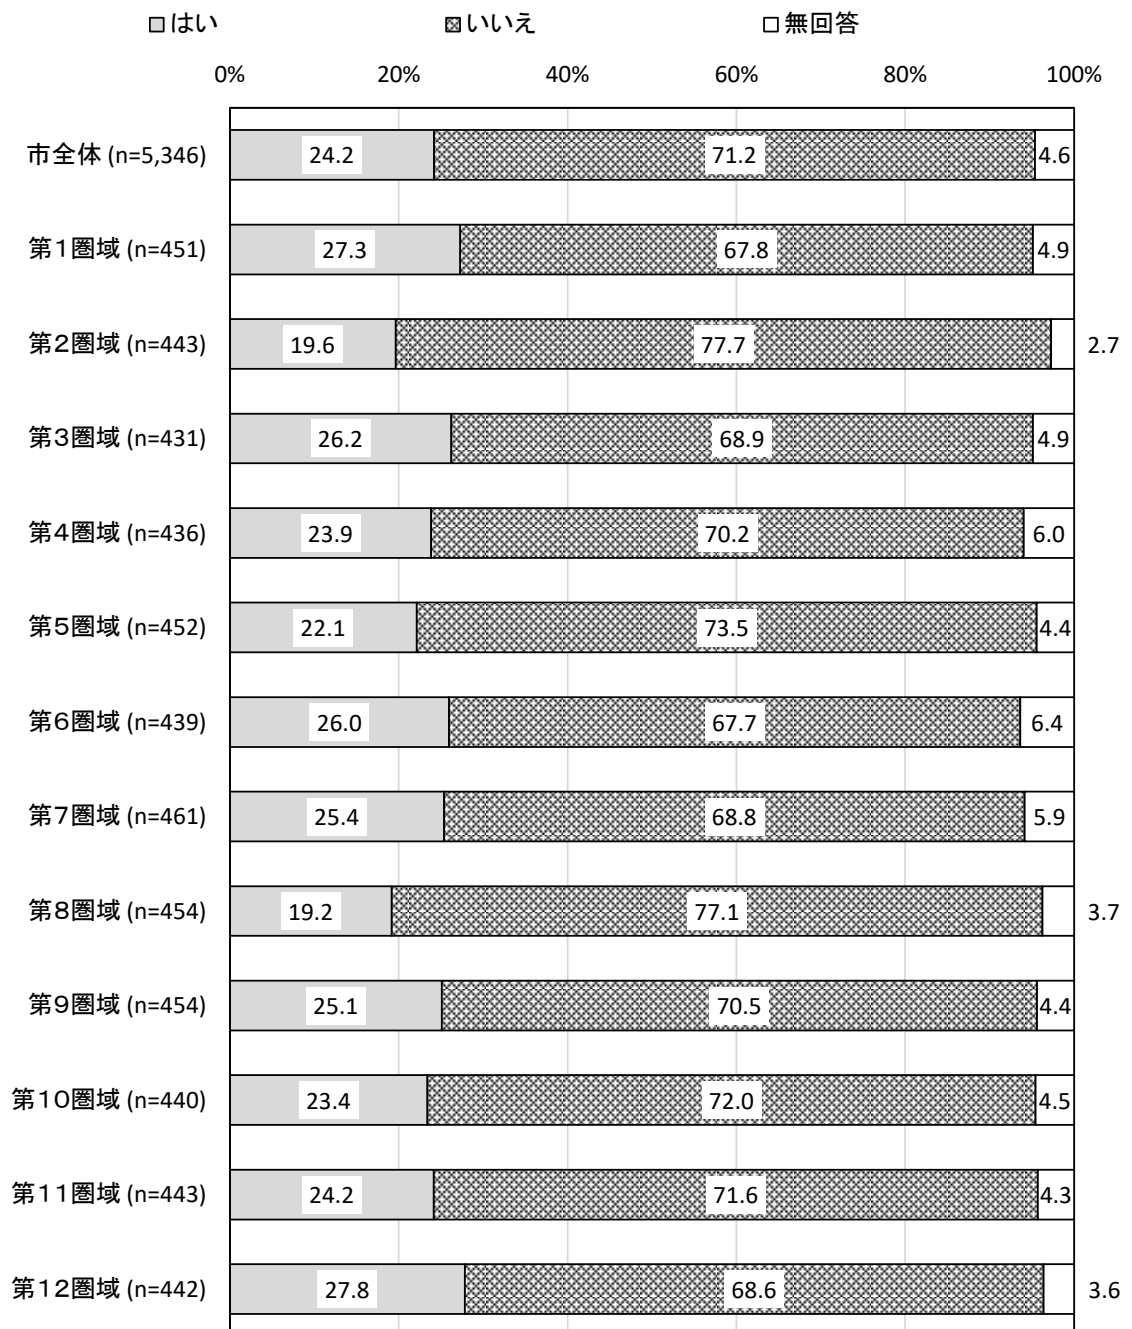 はい いいえ 無回答
0% 20% 40% 60% 80% 100%
市全体 (n=5,346) 24.2 71.2 4.6
第1圏域 (n=451) 27.3 67.8 4.9
第2圏域 (n=443) 19.6 77.7 2.7
第3圏域 (n=431) 26.2 68.9 4.9
第4圏域 (n=436) 23.9 70.2 6.0
第5圏域 (n=452) 22.1 73.5 4.4
第6圏域 (n=439) 26.0 67.7 6.4
第7圏域 (n=461) 25.4 68.8 5.9
第8圏域 (n=454) 19.2 77.1 3.7
第9圏域 (n=454) 25.1 70.5 4.4
第10圏域 (n=440) 23.4 72.0 4.5
第11圏域 (n=443) 24.2 71.6 4.3
第12圏域 (n=442) 27.8 68.6 3.6